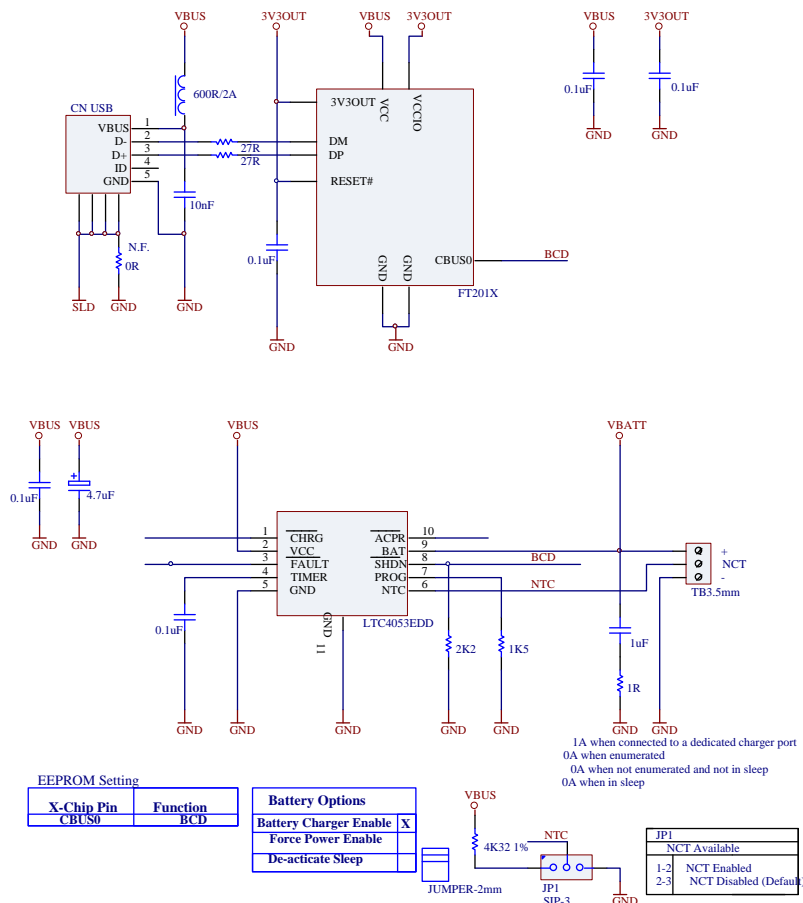 VBUS 3V3OUT VBUS 3V3OUT VBUS 3V3OUT
600R/2A
0.1uF 0.1uF
GND GND
CN USB
VBUS 1
D- 2
D+ 3
ID 4
GND 5
27R
27R
10nF
N.F.
0R
SLD GND GND
0.1uF
GND
3V3OUT
VCC
VCCIO
DM
DP
RESET#
GND
GND
CBUS0
BCD
FT201X
GND
VBUS VBUS VBUS VBATT
0.1uF 4.7uF
GND GND
1 CHRG
2 VCC
3 FAULT
4 TIMER
5 GND
GND
11
ACPR 10
BAT 9
SHDN 8
PROG 7
NTC 6
LTC4053EDD
BCD
NTC
0.1uF
2K2 1K5
1uF
1R
+
NCT
-
TB3.5mm
GND GND GND GND GND GND GND
1A when connected to a dedicated charger port
0A when enumerated
0A when not enumerated and not in sleep
0A when in sleep
EEPROM Setting
X-Chip Pin Function
CBUS0 BCD
Battery Options
Battery Charger Enable X
Force Power Enable
De-acticate Sleep
JUMPER-2mm
VBUS
4K32 1%
NTC
JP1
SIP-3
GND
JP1
NCT Available
1-2 NCT Enabled
2-3 NCT Disabled (Default)